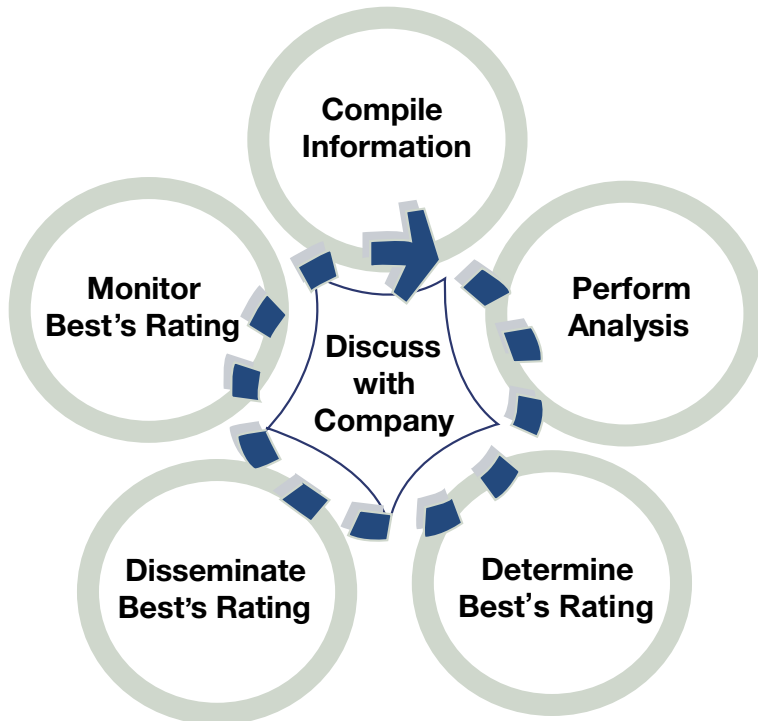 Compile
Information
Perform
Analysis
Determine
Best's Rating
Disseminate
Best's Rating
Monitor
Best's Rating
Discuss
with
Company